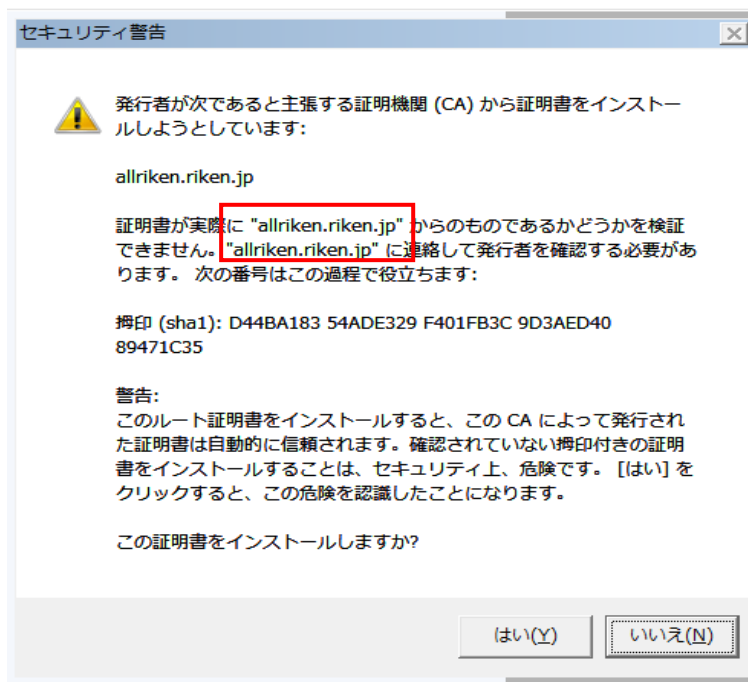 セキュリティ警告
発行者が次であると主張する証明機関 (CA) から証明書をインストー
ルしようとしています:
allriken.riken.jp
証明書が実際に "allriken.riken.jp" からのものであるかどうかを検証
できません。"allriken.riken.jp" に連絡して発行者を確認する必要があ
ります。 次の番号はこの過程で役立ちます:
拇印 (sha1): D44BA183 54ADE329 F401FB3C 9D3AED40
89471C35
警告:
このルート証明書をインストールすると、この CA によって発行され
た証明書は自動的に信頼されます。確認されていない拇印付きの証明
書をインストールすることは、セキュリティ上、危険です。 [はい] を
クリックすると、この危険を認識したことになります。
この証明書をインストールしますか?
はい(Y)
いいえ(N)